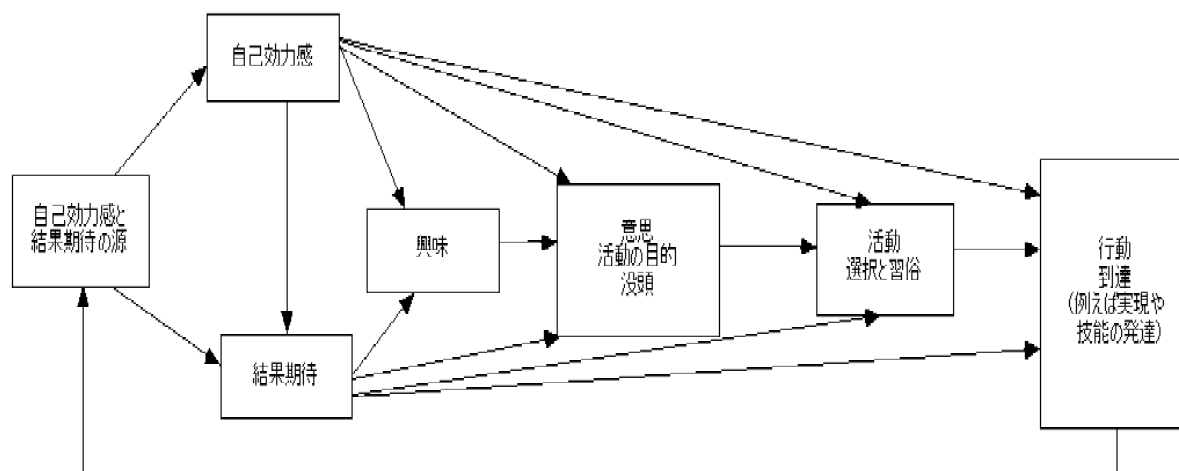 自己効力感
自己効力感と
結果期待の源
興味
意思
活動の目的
没頭
活動
選択と習俗
行動
到達
(例えば実現や
技能の発達)
結果期待